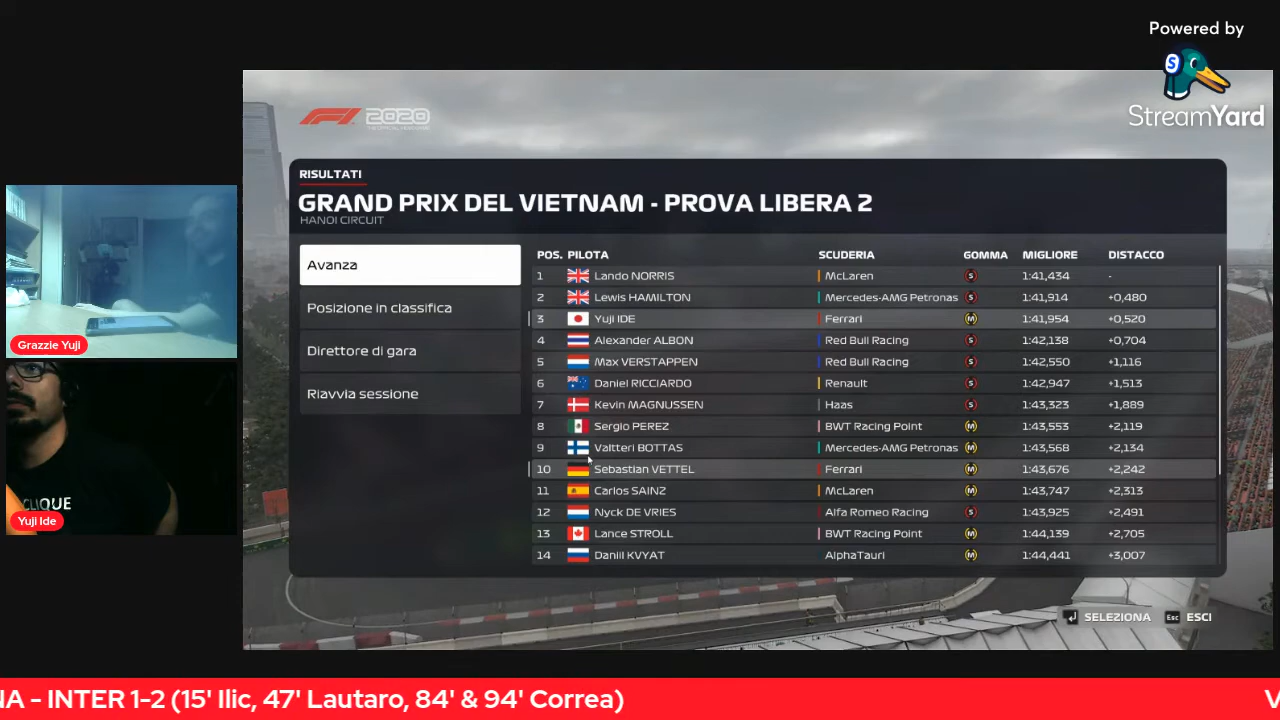 Powered by
StreamYard
F1 2020
RISULTATI
GRAND PRIX DEL VIETNAM - PROVA LIBERA 2
HANOI CIRCUIT
Avanza
Posizione in classifica
Direttore di gara
Riavvia sessione
POS. PILOTA SCUDERIA GOMMA MIGLIORE DISTACCO
1 Lando NORRIS McLaren S 1:41,434 -
2 Lewis HAMILTON Mercedes-AMG Petronas S 1:41,914 +0,480
3 Yuji IDE Ferrari M 1:41,954 +0,520
4 Alexander ALBON Red Bull Racing S 1:42,138 +0,704
5 Max VERSTAPPEN Red Bull Racing S 1:42,550 +1,116
6 Daniel RICCIARDO Renault S 1:42,947 +1,513
7 Kevin MAGNUSSEN Haas S 1:43,323 +1,889
8 Sergio PEREZ BWT Racing Point M 1:43,553 +2,119
9 Valtteri BOTTAS Mercedes-AMG Petronas M 1:43,568 +2,134
10 Sebastian VETTEL Ferrari M 1:43,676 +2,242
11 Carlos SAINZ McLaren M 1:43,747 +2,313
12 Nyck DE VRIES Alfa Romeo Racing S 1:43,925 +2,491
13 Lance STROLL BWT Racing Point M 1:44,139 +2,705
14 Daniil KVYAT AlphaTauri M 1:44,441 +3,007
SELEZIONA Esc ESCI
Grazzie Yuji
CLIQUE
Yuji Ide
NA - INTER 1-2 (15' Ilic, 47' Lautaro, 84' & 94' Correa) V